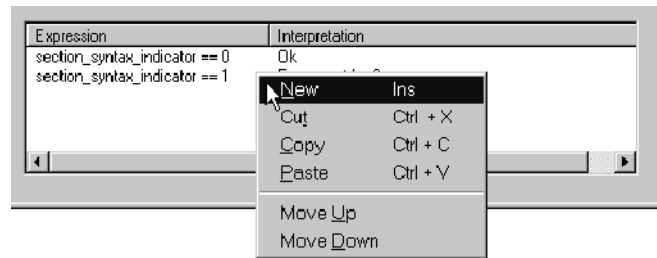 Expression Interpretation
section_syntax_indicator == 0 Ok
section_syntax_indicator == 1
New Ins
Cut Ctrl + X
Copy Ctrl + C
Paste Ctrl + V
Move Up
Move Down